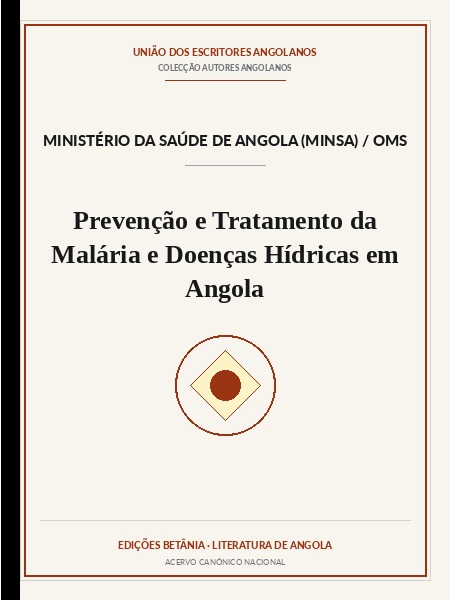 UNIÃO DOS ESCRITORES ANGOLANOS
COLECÇÃO AUTORES ANGOLANOS
MINISTÉRIO DA SAÚDE DE ANGOLA (MINSA) / OMS
Prevenção e Tratamento da
Malária e Doenças Hídricas em
Angola
EDIÇÕES BETÂNIA · LITERATURA DE ANGOLA
ACERVO CANÓNICO NACIONAL